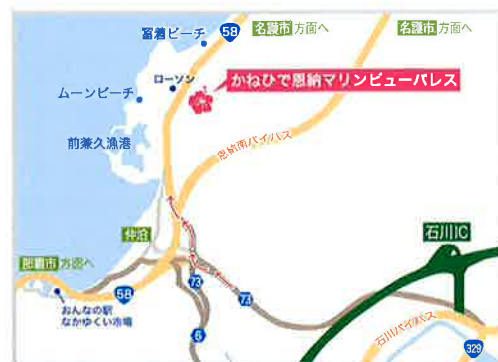 冨着ビーチ
58
名護市方面へ
名護市方面へ
ローソン
かねひで恩納マリンビューパレス
ムーンビーチ
前兼久漁港
恩納南バイパス
仲泊
石川IC
那覇市方面へ
73
73
58
おんなの駅
なかゆくい市場
6
石川バイパス
329